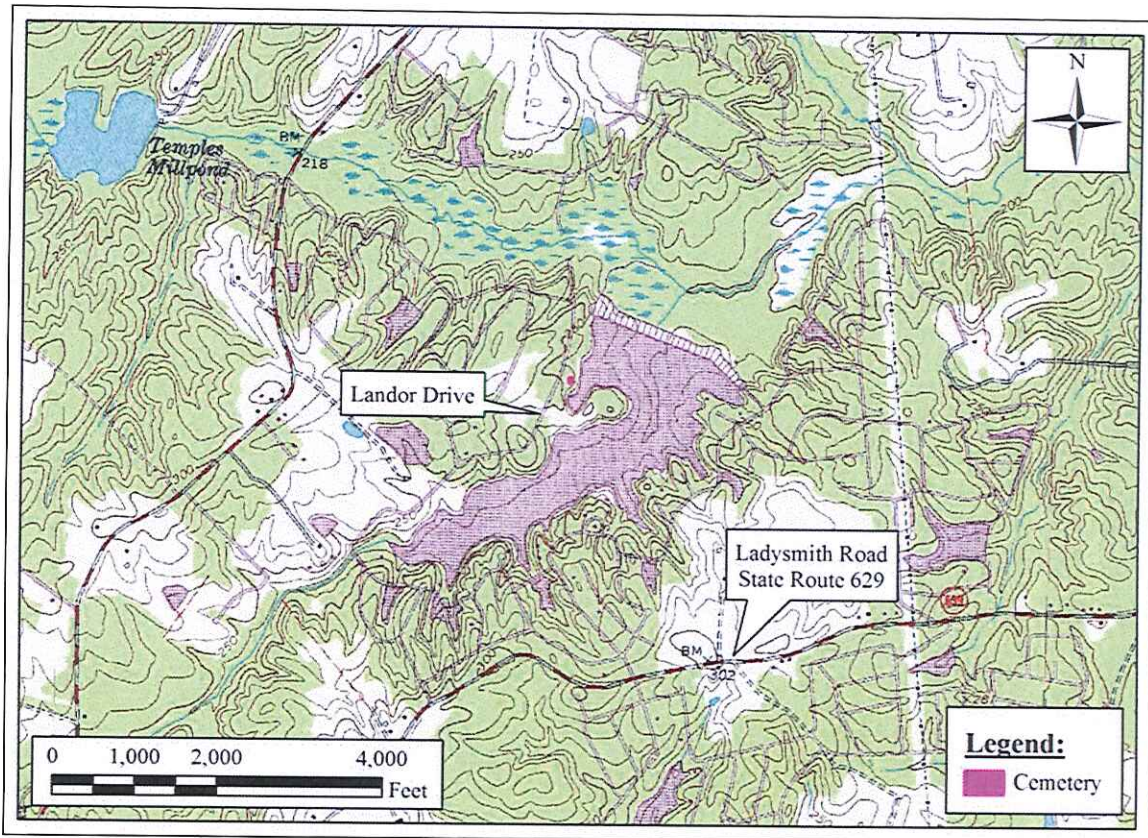 N
BM
218
Temples
Millpond
250
Landor Drive
300
Ladysmith Road
State Route 629
BM
302
0 1,000 2,000 4,000
Feet
Legend:
Cemetery